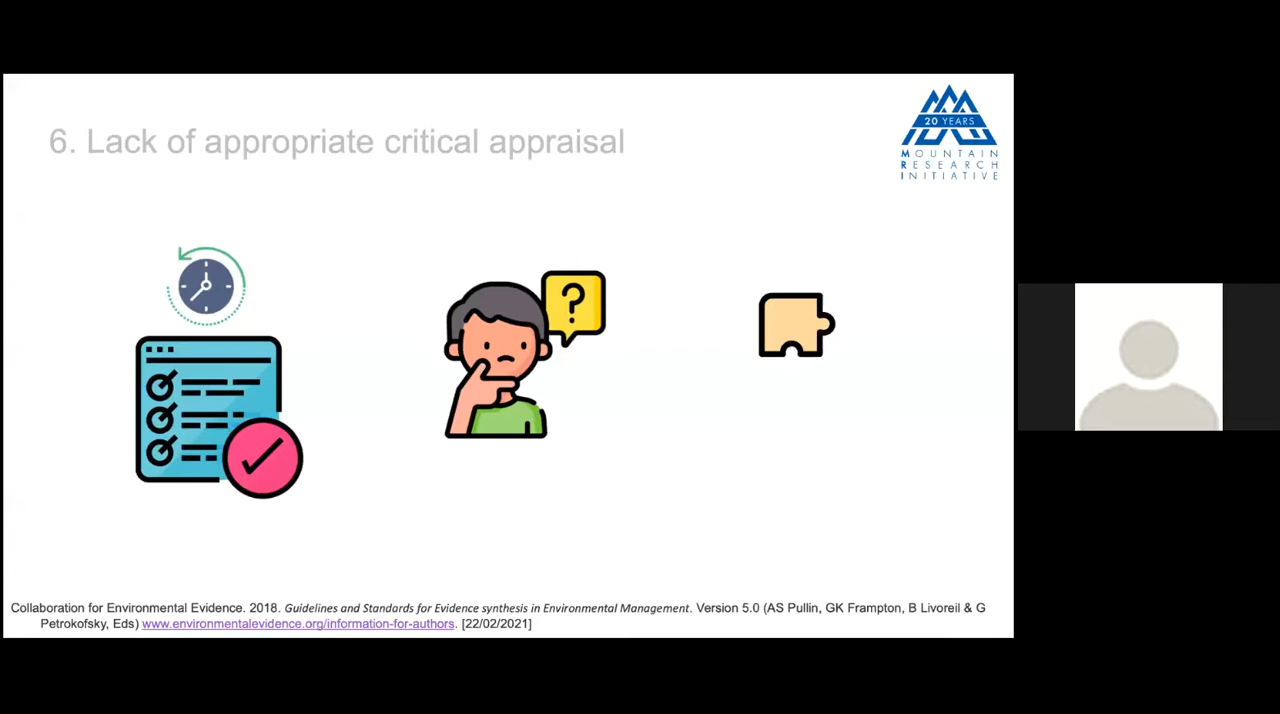 6. Lack of appropriate critical appraisal
20 YEARS
MOUNTAIN
RESEARCH
INITIATIVE
?
Collaboration for Environmental Evidence. 2018. Guidelines and Standards for Evidence synthesis in Environmental Management. Version 5.0 (AS Pullin, GK Frampton, B Livoreil & G
Petrokofsky, Eds) www.environmentalevidence.org/information-for-authors. [22/02/2021]